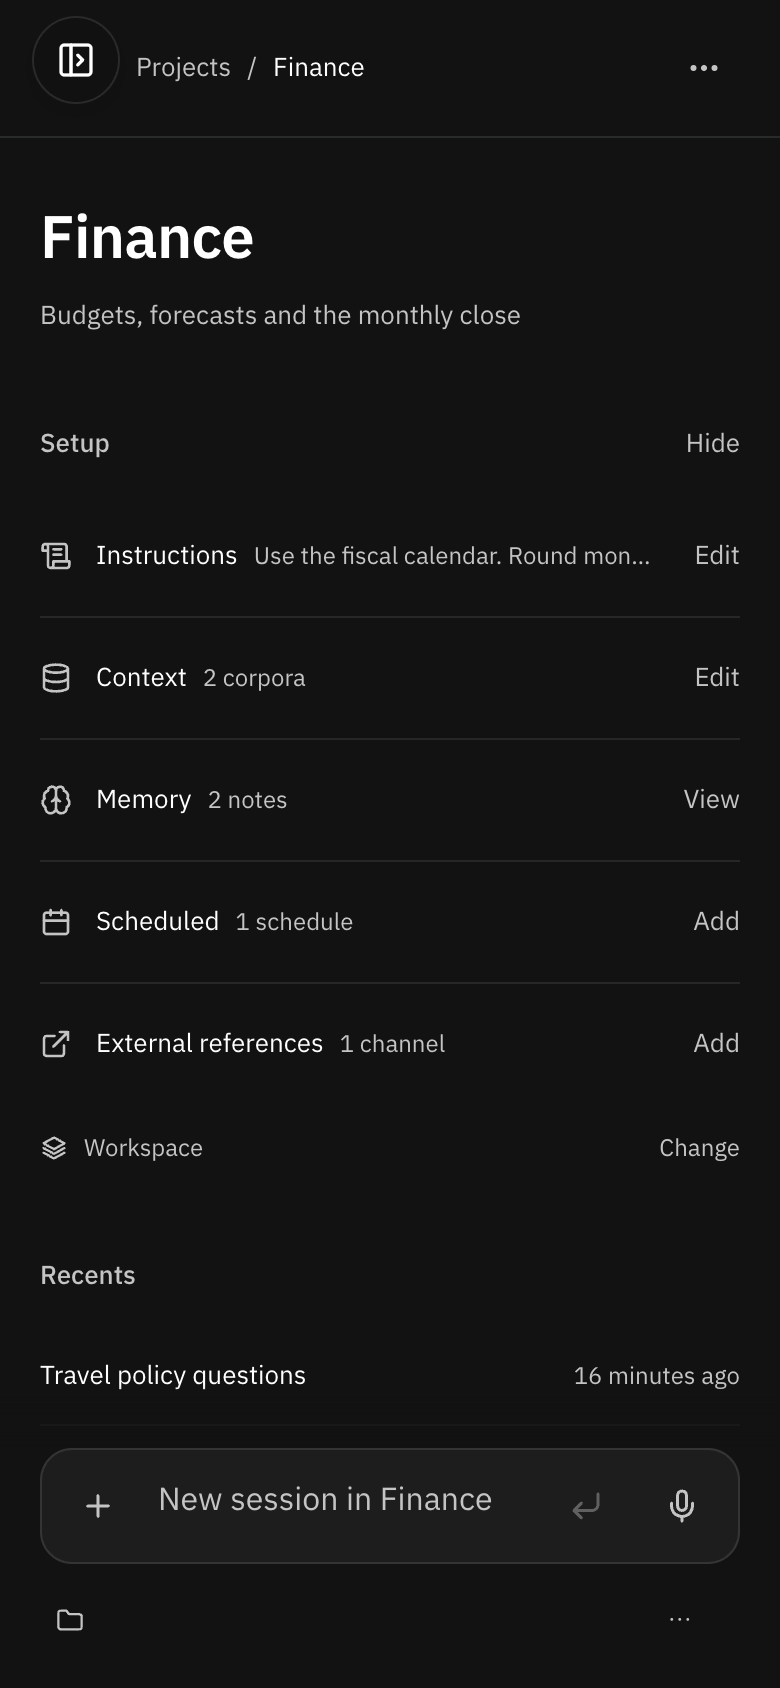 Projects / Finance
Finance
Budgets, forecasts and the monthly close
Setup Hide
Instructions Use the fiscal calendar. Round mon... Edit
Context 2 corpora Edit
Memory 2 notes View
Scheduled 1 schedule Add
External references 1 channel Add
Workspace Change
Recents
Travel policy questions 16 minutes ago
New session in Finance